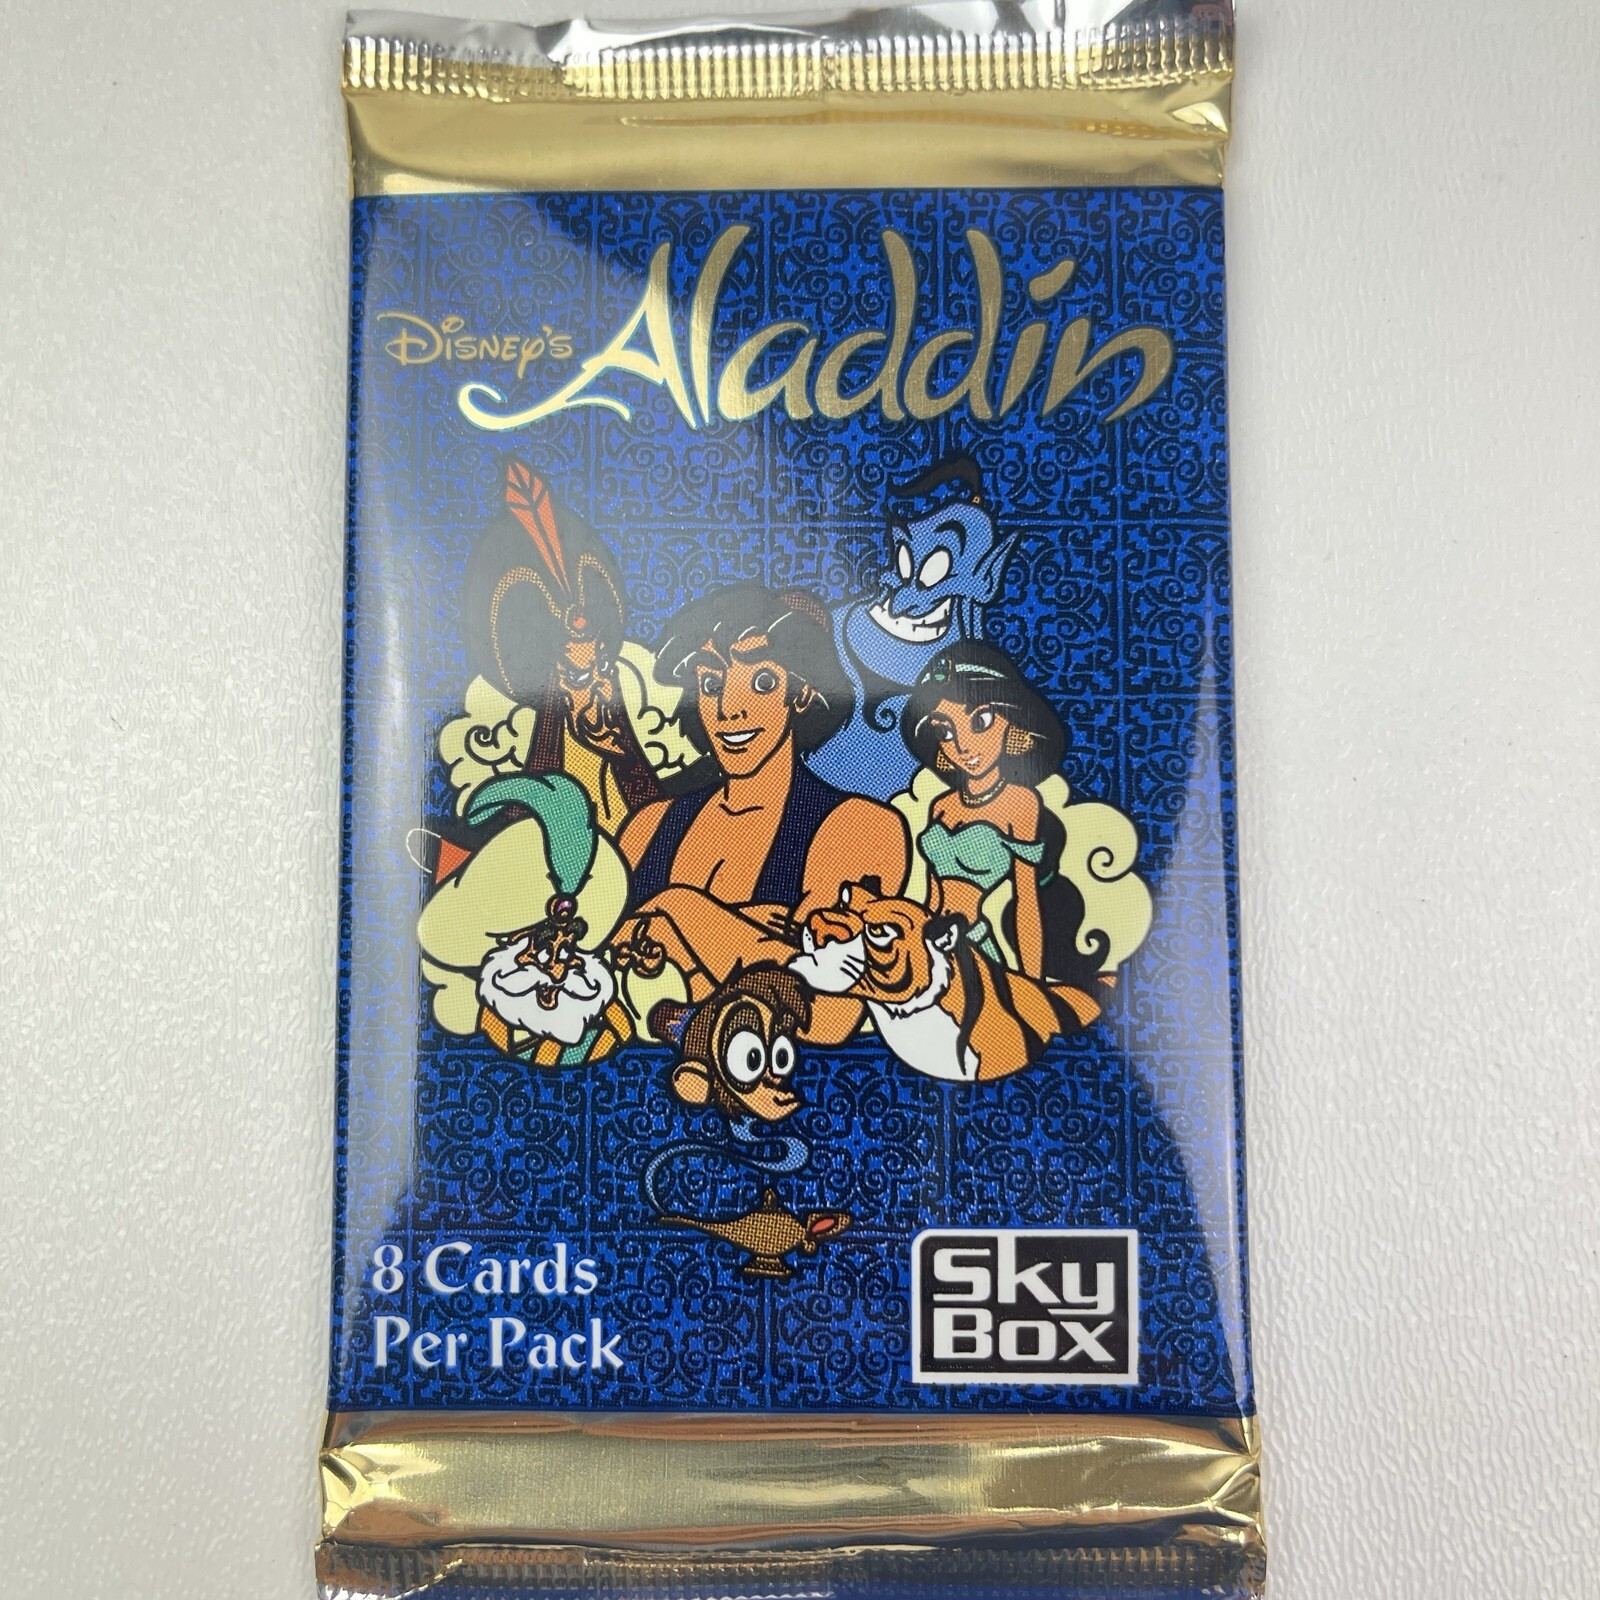 Disney's Aladdin
8 Cards
Per Pack
Sky
Box